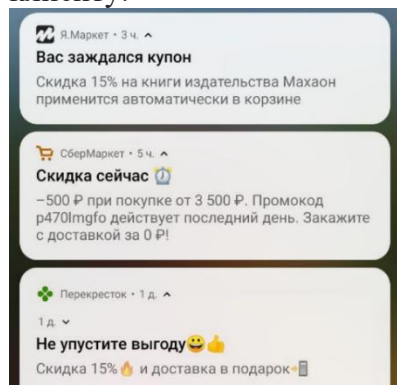 клиенту.
Я.Маркет • 3 ч.
Вас заждался купон
Скидка 15% на книги издательства Махаон
применится автоматически в корзине
СберМаркет • 5 ч.
Скидка сейчас ⏰
–500 ₽ при покупке от 3 500 ₽. Промокод
p470lmgfo действует последний день. Закажите
с доставкой за 0 ₽!
Перекресток • 1 д.
1 д.
Не упустите выгоду😀👍
Скидка 15%🔥 и доставка в подарок📲